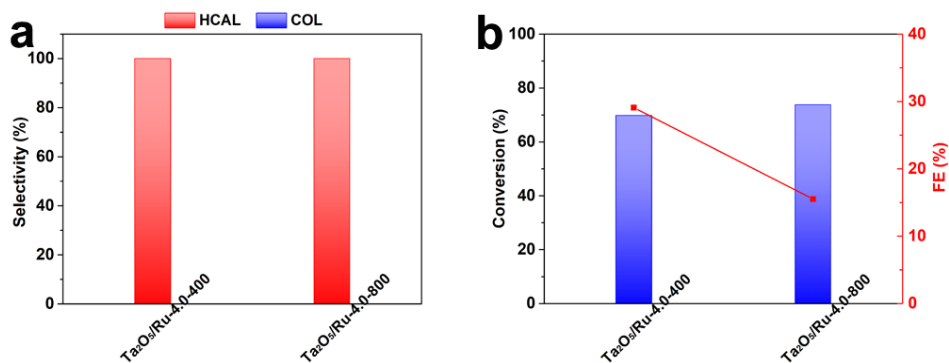 a
HCAL COL
Selectivity (%)
100
80
60
40
20
0
Ta₂O₅/Ru-4.0-400
Ta₂O₅/Ru-4.0-800
b
Conversion (%)
100
80
60
40
20
0
40
30
20
10
0
FE (%)
Ta₂O₅/Ru-4.0-400
Ta₂O₅/Ru-4.0-800